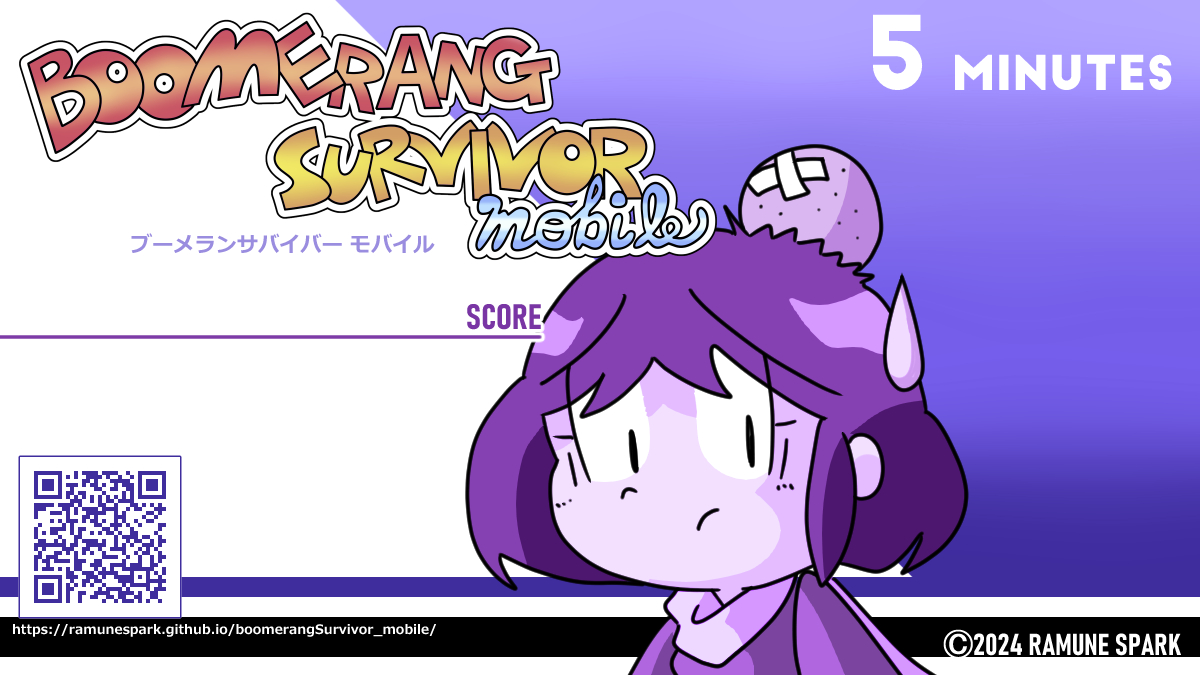 BOOMERANG
SURVIVOR
mobile
ブーメランサバイバー モバイル
5 MINUTES
SCORE
https://ramunespark.github.io/boomerangSurvivor_mobile/
©2024 RAMUNE SPARK